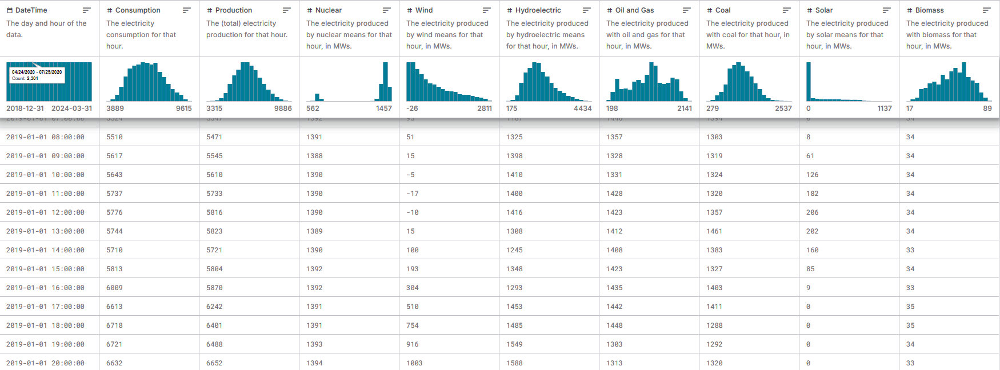 DateTime Consumption Production Nuclear Wind Hydroelectric Oil and Gas Coal Solar Biomass
The day and hour of the The electricity The (total) electricity The electricity produced The electricity produced The electricity produced The electricity produced The electricity produced The electricity produced The electricity produced
data. consumption for that production for that hour. by nuclear means for that by wind means for that by hydroelectric means with oil and gas for that with coal for that hour, in by solar means for that with biomass for that
hour. hour, in MWs. hour, in MWs. for that hour, in MWs. hour, in MWs. MWs. hour, in MWs. hour, in MWs.
04/24/2020 - 07/29/2020
Count: 2,301
2018-12-31 2024-03-31 3889 9615 3315 9886 562 1457 -26 2811 175 4434 198 2141 279 2537 0 1137 17 89
2019-01-01 08:00:00 5510 5471 1391 51 1325 1357 1303 8 34
2019-01-01 09:00:00 5617 5545 1388 15 1398 1328 1319 61 34
2019-01-01 10:00:00 5643 5610 1390 -5 1410 1331 1324 126 34
2019-01-01 11:00:00 5737 5733 1390 -17 1400 1428 1320 182 34
2019-01-01 12:00:00 5776 5816 1390 -10 1416 1423 1357 206 34
2019-01-01 13:00:00 5744 5823 1389 15 1308 1412 1461 202 34
2019-01-01 14:00:00 5710 5721 1390 100 1245 1408 1383 160 33
2019-01-01 15:00:00 5813 5804 1392 193 1348 1423 1327 85 34
2019-01-01 16:00:00 6009 5870 1392 304 1293 1435 1403 9 33
2019-01-01 17:00:00 6613 6242 1391 510 1453 1442 1411 0 35
2019-01-01 18:00:00 6718 6401 1391 754 1485 1448 1288 0 35
2019-01-01 19:00:00 6721 6488 1393 916 1549 1303 1292 0 34
2019-01-01 20:00:00 6632 6652 1394 1003 1588 1313 1320 0 33